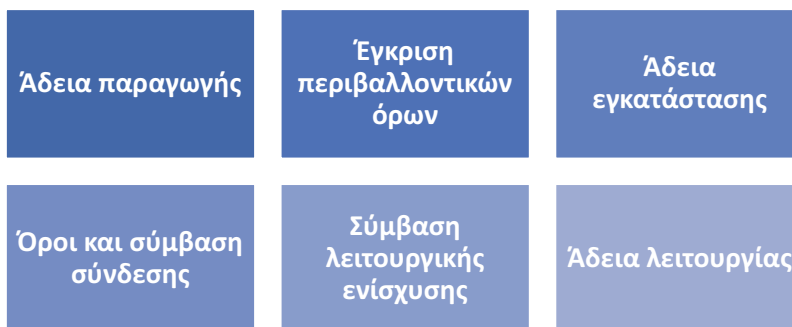 Άδεια παραγωγής
Έγκριση
περιβαλλοντικών
όρων
Άδεια
εγκατάστασης
Όροι και σύμβαση
σύνδεσης
Σύμβαση
λειτουργικής
ενίσχυσης
Άδεια λειτουργίας